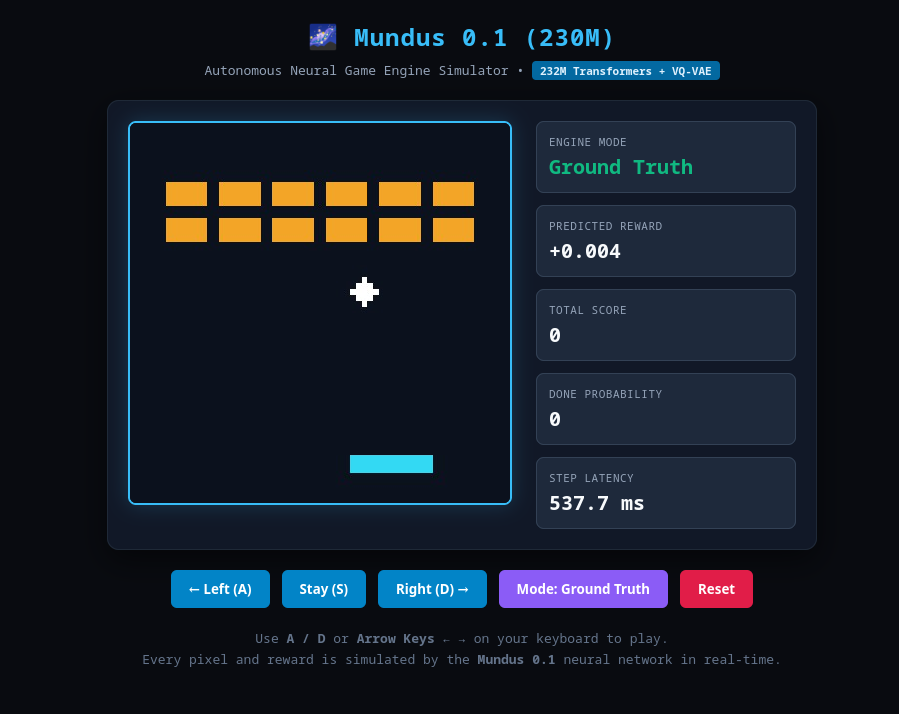 🌌 Mundus 0.1 (230M)
Autonomous Neural Game Engine Simulator • 232M Transformers + VQ-VAE
ENGINE MODE
Ground Truth
PREDICTED REWARD
+0.004
TOTAL SCORE
0
DONE PROBABILITY
0
STEP LATENCY
537.7 ms
← Left (A)
Stay (S)
Right (D) →
Mode: Ground Truth
Reset
Use A / D or Arrow Keys ← → on your keyboard to play.
Every pixel and reward is simulated by the Mundus 0.1 neural network in real-time.